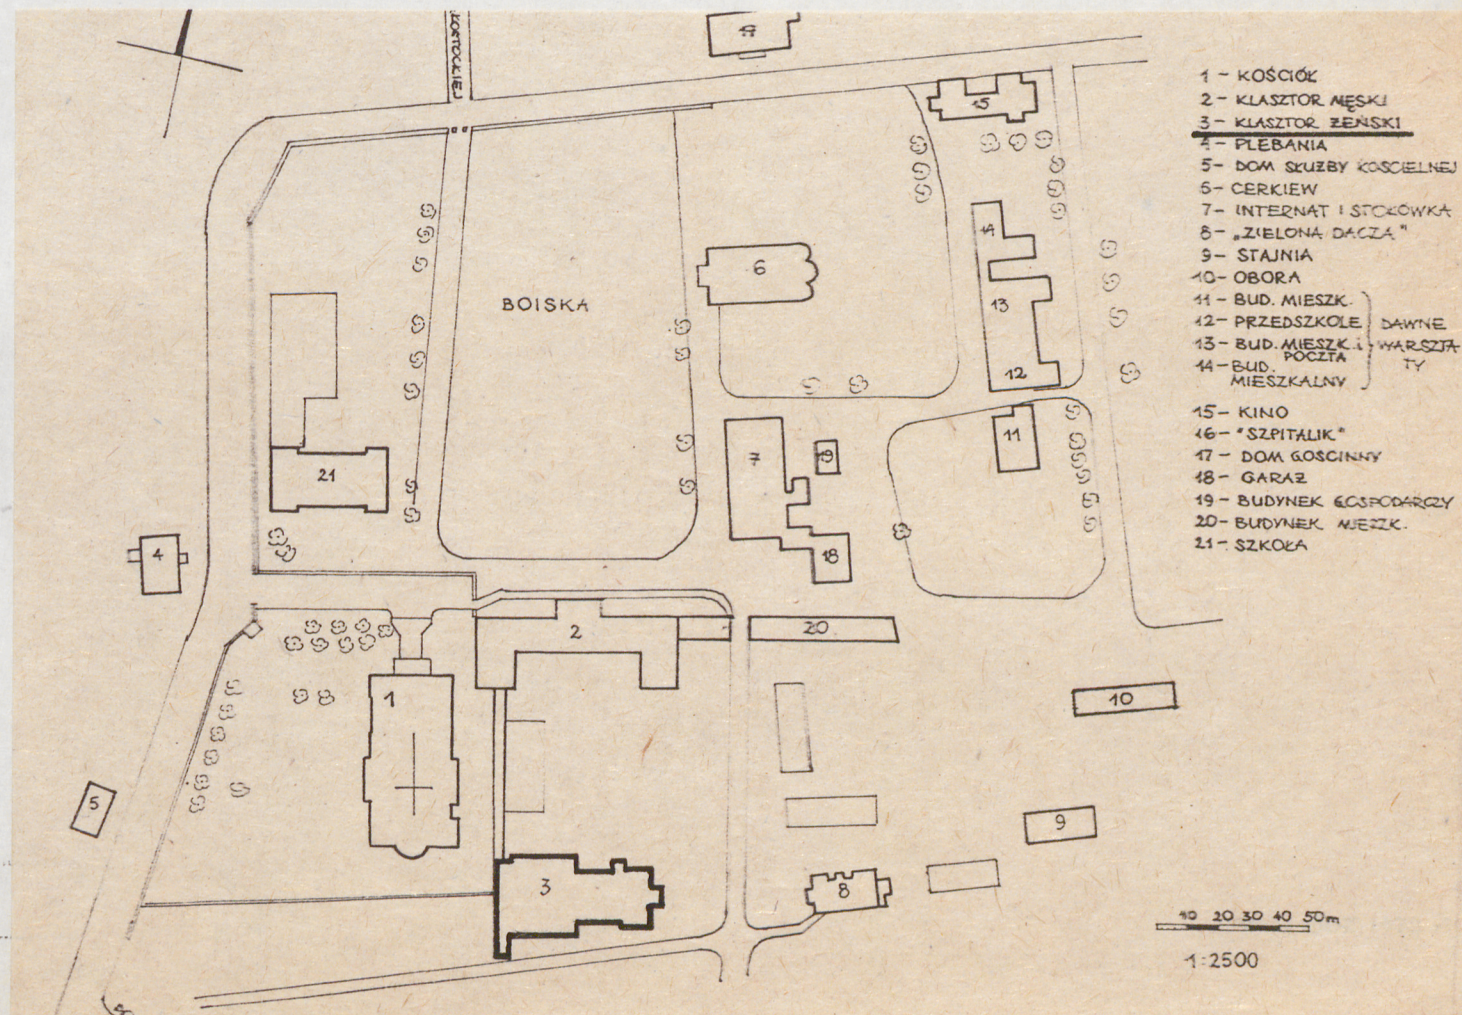 17
15
14
6
BOISKA
13
12
11
7
19
21
18
4
2
20
1
10
5
9
3
8
1 - KOŚCIÓŁ
2 - KLASZTOR MĘSKI
3 - KLASZTOR ŻEŃSKI
4 - PLEBANIA
5 - DOM SŁUŻBY KOŚCIELNEJ
6 - CERKIEW
7 - INTERNAT I STOŁÓWKA
8 - „ZIELONA DACZA"
9 - STAJNIA
10 - OBORA
11 - BUD. MIESZK.
12 - PRZEDSZKOLE
13 - BUD. MIESZK. i
POCZTA
14 - BUD.
MIESZKALNY
DAWNE
WARSZTA
TY
15 - KINO
16 - "SZPITALIK"
17 - DOM GOŚCINNY
18 - GARAŻ
19 - BUDYNEK GOSPODARCZY
20 - BUDYNEK MIESZK.
21 - SZKOŁA
10 20 30 40 50m
1:2500